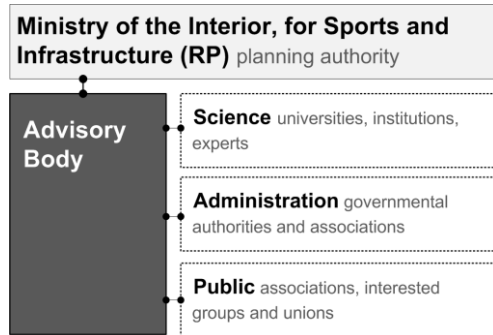 Ministry of the Interior, for Sports and
Infrastructure (RP) planning authority
Advisory
Body
Science universities, institutions,
experts
Administration governmental
authorities and associations
Public associations, interested
groups and unions